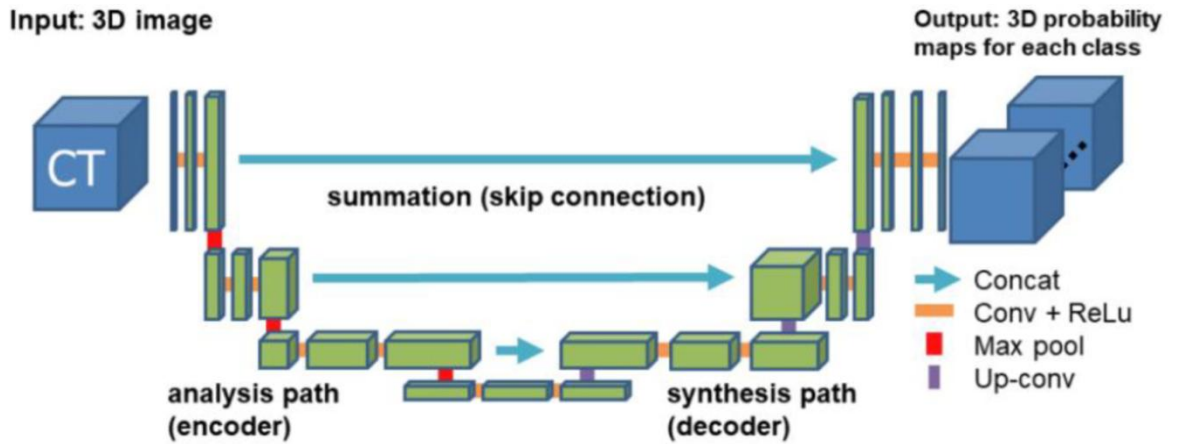 Input: 3D image
Output: 3D probability
maps for each class
CT
summation (skip connection)
Concat
Conv + ReLu
Max pool
Up-conv
analysis path
(encoder)
synthesis path
(decoder)